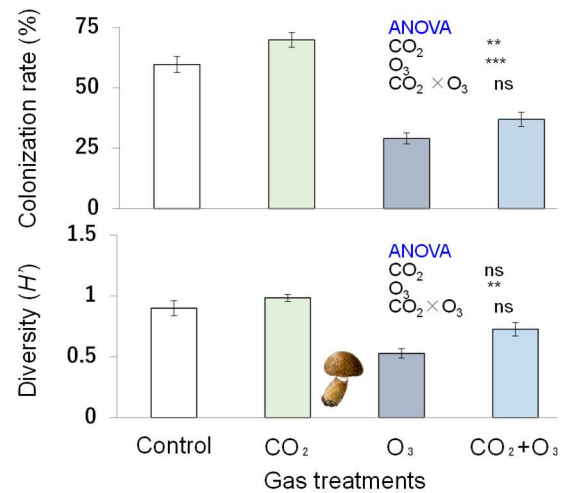 Colonization rate (%)
75
50
25
0
ANOVA
CO₂ **
O₃ ***
CO₂ × O₃ ns
Diversity (H’)
1.5
1
0.5
0
ANOVA
CO₂ ns
O₃ **
CO₂ × O₃ ns
Control CO₂ O₃ CO₂+O₃
Gas treatments